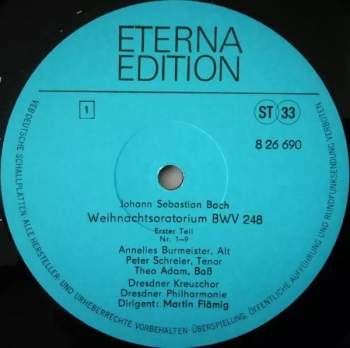 ETERNA
EDITION
1
ST 33
8 26 690
Johann Sebastian Bach
Weihnachtsoratorium BWV 248
Erster Teil
Nr. 1–9
Annelies Burmeister, Alt
Peter Schreier, Tenor
Theo Adam, Baß
Dresdner Kreuzchor
Dresdner Philharmonie
Dirigent: Martin Flämig
VEB DEUTSCHE SCHALLPLATTEN ALLE HERSTELLER- UND URHEBERRECHTE VORBEHALTEN · ÜBERSPIELUNG, ÖFFENTLICHE AUFFÜHRUNG UND RUNDFUNKSENDUNG VERBOTEN